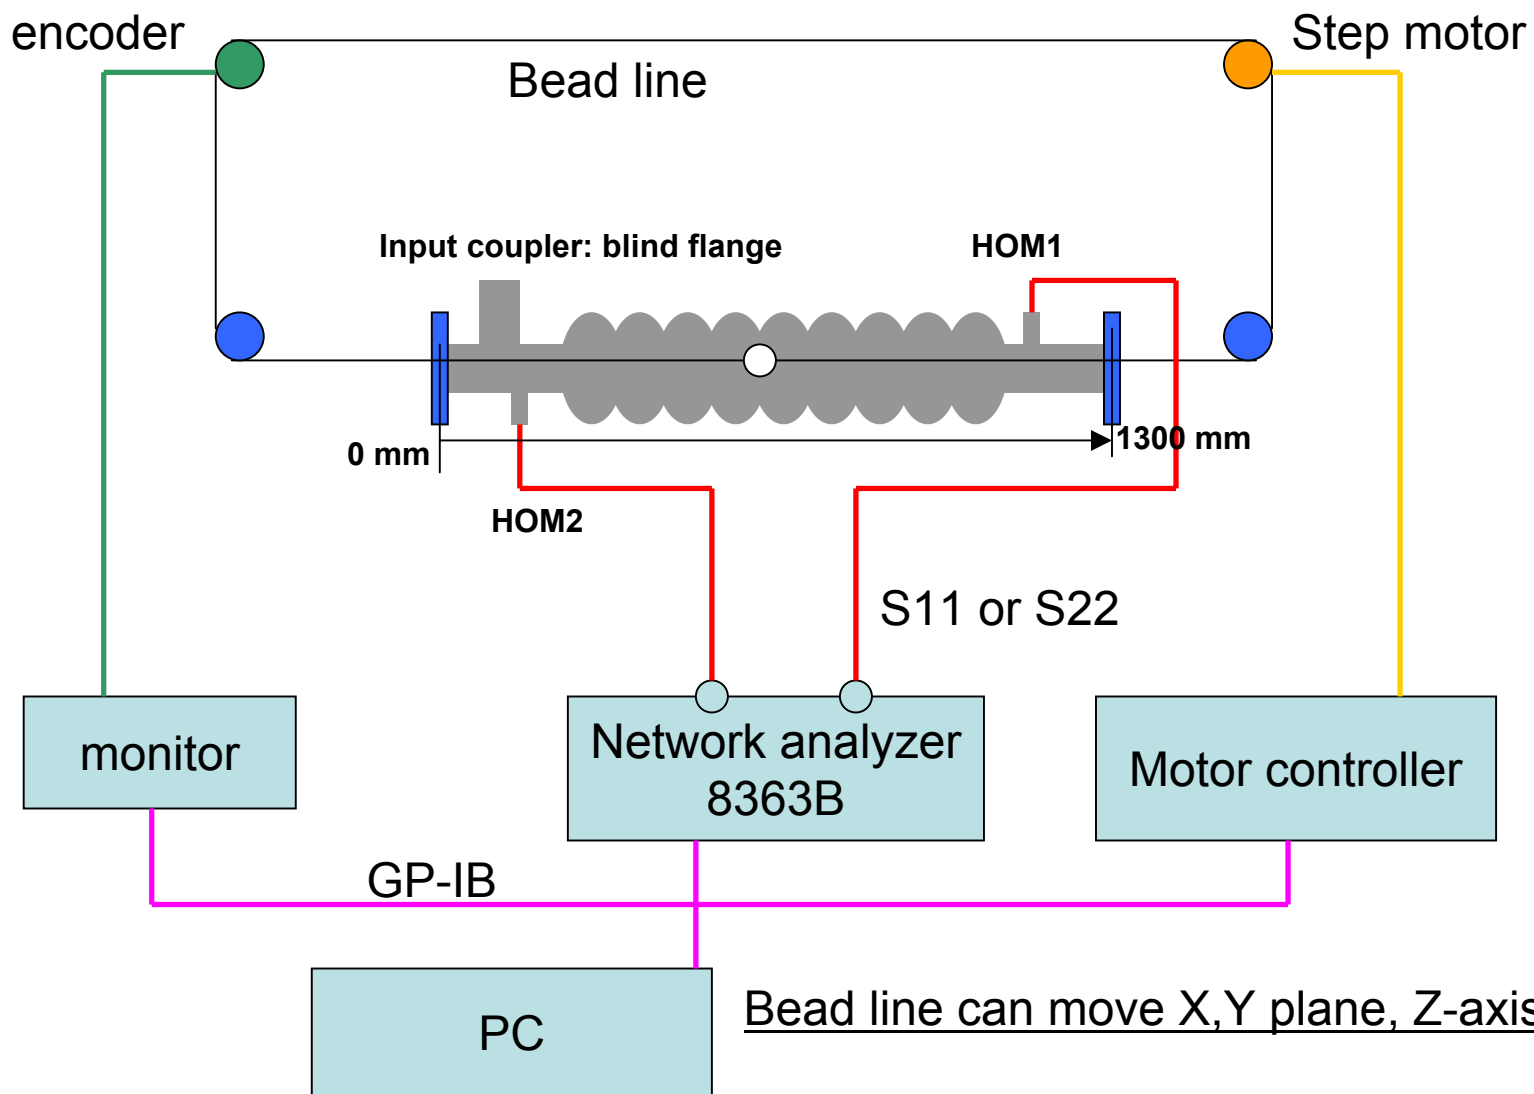 encoder
Step motor
Bead line
Input coupler: blind flange
HOM1
0 mm
1300 mm
HOM2
S11 or S22
monitor
Network analyzer
8363B
Motor controller
GP-IB
PC
Bead line can move X,Y plane, Z-axis